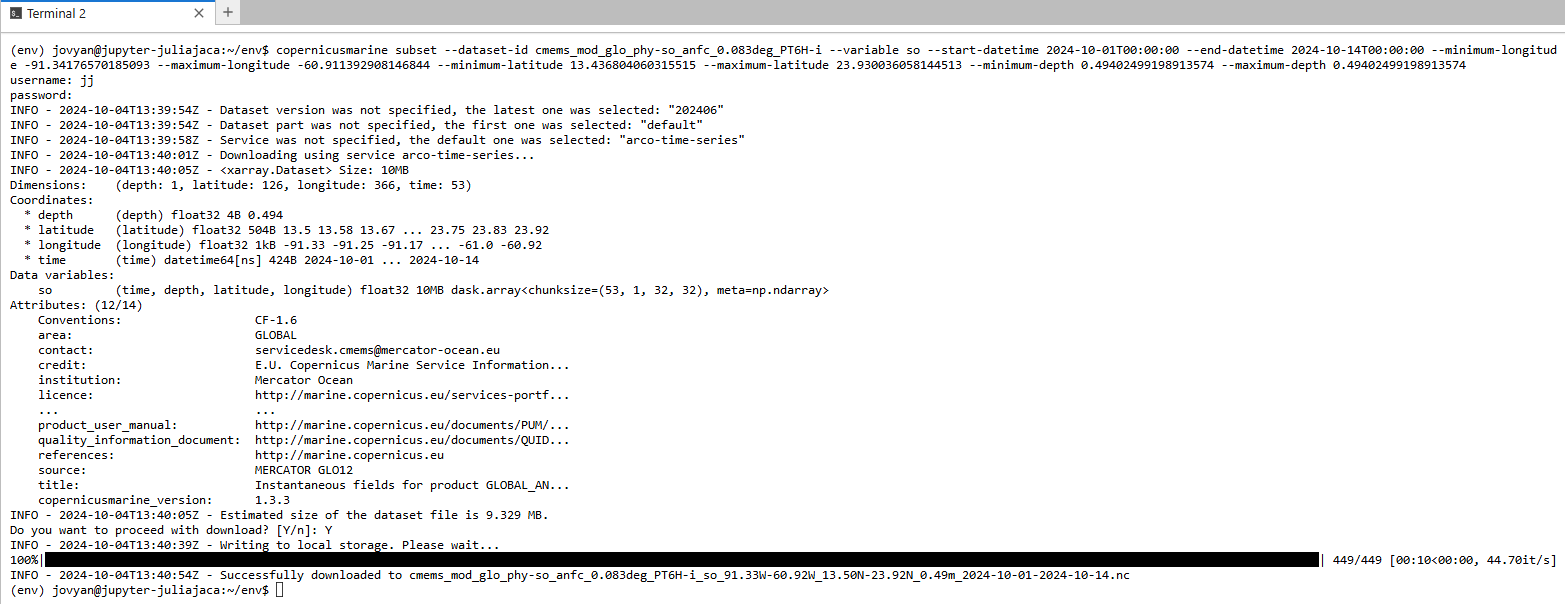 Terminal 2
(env) jovyan@jupyter-juliajaca:~/env$ copernicusmarine subset --dataset-id cmems_mod_glo_phy-so_anfc_0.083deg_PT6H-i --variable so --start-datetime 2024-10-01T00:00:00 --end-datetime 2024-10-14T00:00:00 --minimum-longitud
e -91.34176570185093 --maximum-longitude -60.911392908146844 --minimum-latitude 13.436804060315515 --maximum-latitude 23.930036058144513 --minimum-depth 0.49402499198913574 --maximum-depth 0.49402499198913574
username: jj
password:
INFO - 2024-10-04T13:39:54Z - Dataset version was not specified, the latest one was selected: "202406"
INFO - 2024-10-04T13:39:54Z - Dataset part was not specified, the first one was selected: "default"
INFO - 2024-10-04T13:39:58Z - Service was not specified, the default one was selected: "arco-time-series"
INFO - 2024-10-04T13:40:01Z - Downloading using service arco-time-series...
INFO - 2024-10-04T13:40:05Z - <xarray.Dataset> Size: 10MB
Dimensions:    (depth: 1, latitude: 126, longitude: 366, time: 53)
Coordinates:
  * depth      (depth) float32 4B 0.494
  * latitude   (latitude) float32 504B 13.5 13.58 13.67 ... 23.75 23.83 23.92
  * longitude  (longitude) float32 1kB -91.33 -91.25 -91.17 ... -61.0 -60.92
  * time       (time) datetime64[ns] 424B 2024-10-01 ... 2024-10-14
Data variables:
    so         (time, depth, latitude, longitude) float32 10MB dask.array<chunksize=(53, 1, 32, 32), meta=np.ndarray>
Attributes: (12/14)
    Conventions:                   CF-1.6
    area:                          GLOBAL
    contact:                       servicedesk.cmems@mercator-ocean.eu
    credit:                        E.U. Copernicus Marine Service Information...
    institution:                   Mercator Ocean
    licence:                       http://marine.copernicus.eu/services-portf...
    ...                            ...
    product_user_manual:           http://marine.copernicus.eu/documents/PUM/...
    quality_information_document:  http://marine.copernicus.eu/documents/QUID...
    references:                    http://marine.copernicus.eu
    source:                        MERCATOR GLO12
    title:                         Instantaneous fields for product GLOBAL_AN...
    copernicusmarine_version:      1.3.3
INFO - 2024-10-04T13:40:05Z - Estimated size of the dataset file is 9.329 MB.
Do you want to proceed with download? [Y/n]: Y
INFO - 2024-10-04T13:40:39Z - Writing to local storage. Please wait...
100%| | 449/449 [00:10<00:00, 44.70it/s]
INFO - 2024-10-04T13:40:54Z - Successfully downloaded to cmems_mod_glo_phy-so_anfc_0.083deg_PT6H-i_so_91.33W-60.92W_13.50N-23.92N_0.49m_2024-10-01-2024-10-14.nc
(env) jovyan@jupyter-juliajaca:~/env$